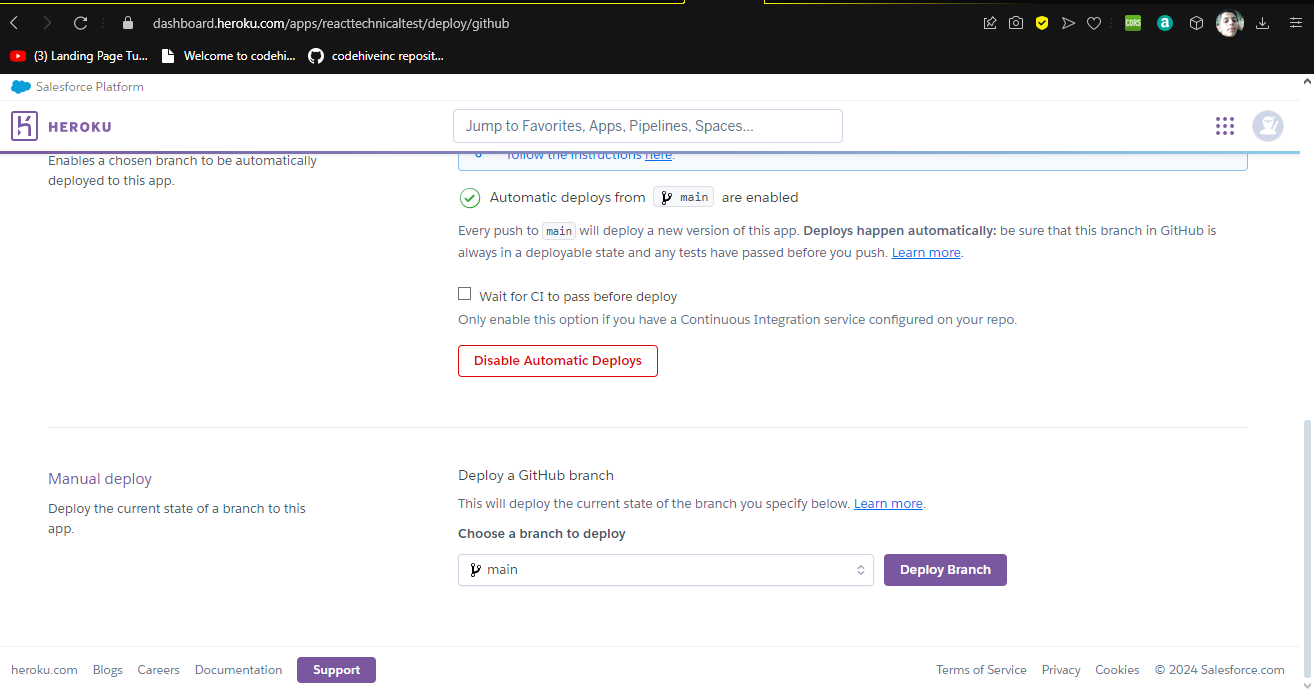 dashboard.heroku.com/apps/reacttechnicaltest/deploy/github
CORS
a
(3) Landing Page Tu...
Welcome to codehi...
codehiveinc reposit...
Salesforce Platform
HEROKU
Jump to Favorites, Apps, Pipelines, Spaces...
Enables a chosen branch to be automatically
deployed to this app.
follow the instructions here.
Automatic deploys from main are enabled
Every push to main will deploy a new version of this app. Deploys happen automatically: be sure that this branch in GitHub is
always in a deployable state and any tests have passed before you push. Learn more.
Wait for CI to pass before deploy
Only enable this option if you have a Continuous Integration service configured on your repo.
Disable Automatic Deploys
Manual deploy
Deploy the current state of a branch to this
app.
Deploy a GitHub branch
This will deploy the current state of the branch you specify below. Learn more.
Choose a branch to deploy
main
Deploy Branch
heroku.com
Blogs
Careers
Documentation
Support
Terms of Service
Privacy
Cookies
© 2024 Salesforce.com